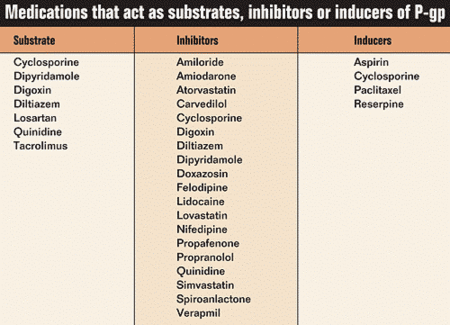 Medications that act as substrates, inhibitors or inducers of P-gp
Substrate
Cyclosporine
Dipyridamole
Digoxin
Diltiazem
Losartan
Quinidine
Tacrolimus
Inhibitors
Amiloride
Amiodarone
Atorvastatin
Carvedilol
Cyclosporine
Digoxin
Diltiazem
Dipyridamole
Doxazosin
Felodipine
Lidocaine
Lovastatin
Nifedipine
Propafenone
Propranolol
Quinidine
Simvastatin
Spiroanlactone
Verapmil
Inducers
Aspirin
Cyclosporine
Paclitaxel
Reserpine